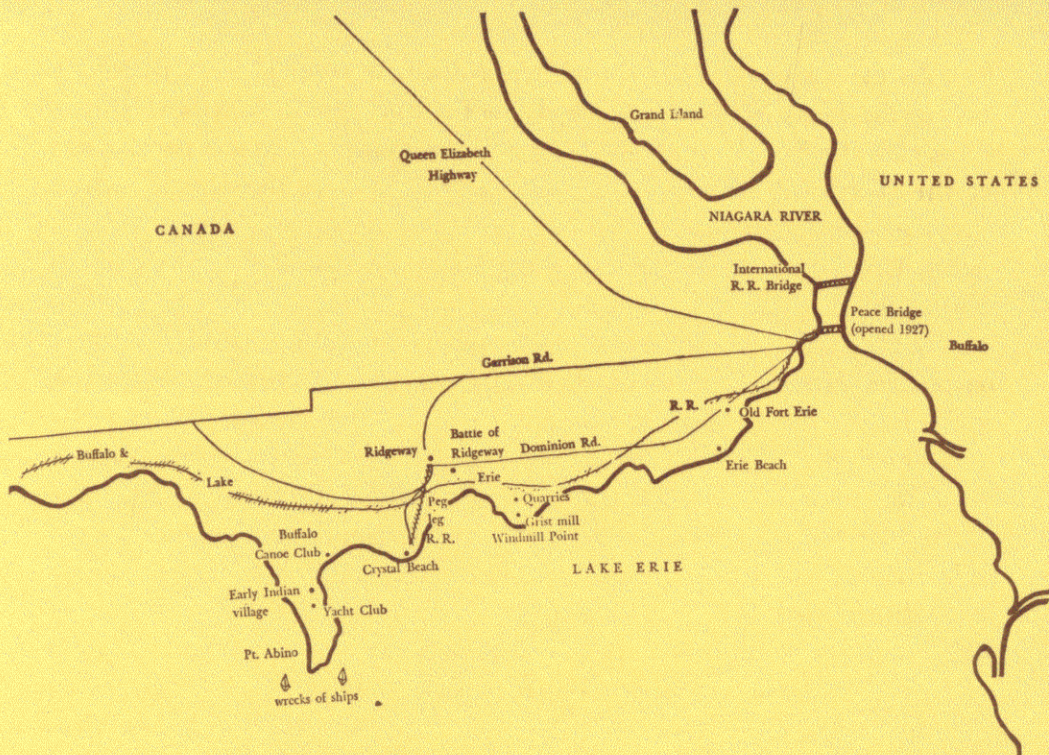 Grand Island
Queen Elizabeth
Highway
UNITED STATES
NIAGARA RIVER
CANADA
International
R. R. Bridge
Peace Bridge
(opened 1927)
Buffalo
Garrison Rd.
R. R.
Old Fort Erie
Battle of
Ridgeway
Ridgeway
Dominion Rd.
Erie Beach
Buffalo &
Lake
Erie
Peg
leg
R. R.
Quarries
Grist mill
Windmill Point
Buffalo
Canoe Club
Crystal Beach
LAKE ERIE
Early Indian
village
Yacht Club
Pt. Abino
wrecks of ships